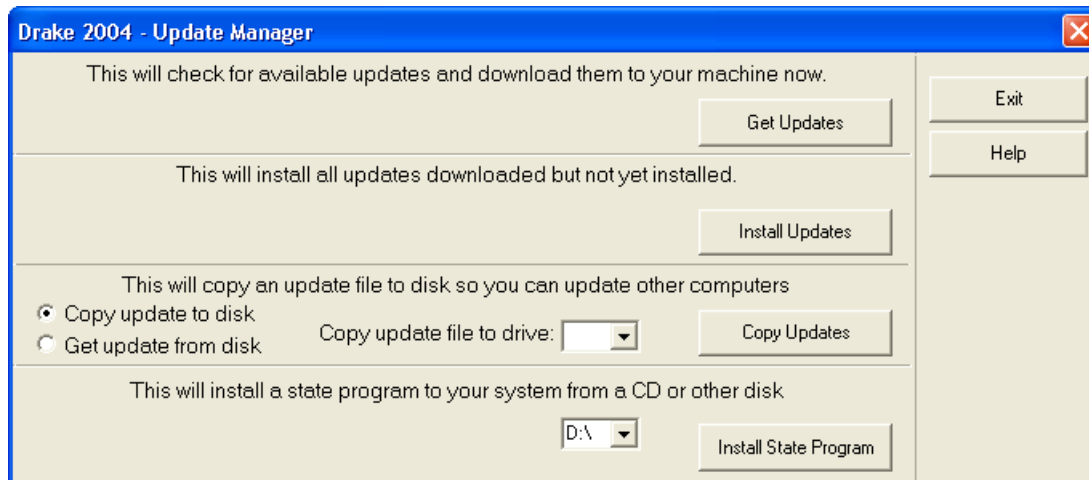 Drake 2004 - Update Manager
This will check for available updates and download them to your machine now.
Get Updates
Exit
Help
This will install all updates downloaded but not yet installed.
Install Updates
This will copy an update file to disk so you can update other computers
Copy update to disk
Get update from disk
Copy update file to drive:
Copy Updates
This will install a state program to your system from a CD or other disk
D:\
Install State Program